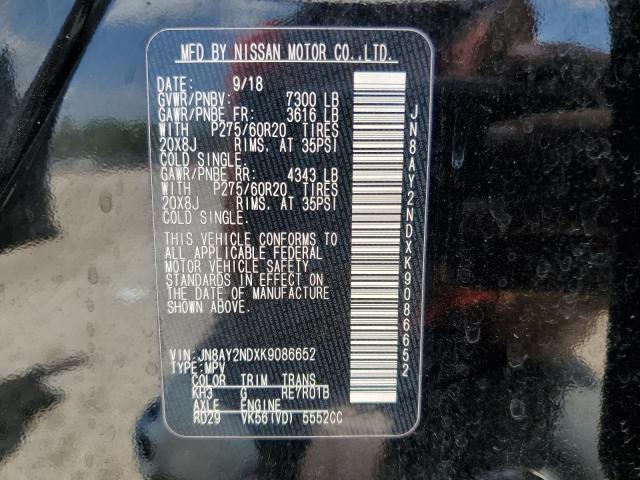 MFD BY NISSAN MOTOR CO.,LTD.
DATE: 9/18
GVWR/PNBV: 7300 LB
GAWR/PNBE FR: 3616 LB
WITH P275/60R20 TIRES
20X8J RIMS. AT 35PSI
COLD SINGLE.
GAWR/PNBE RR: 4343 LB
WITH P275/60R20 TIRES
20X8J RIMS. AT 35PSI
COLD SINGLE.
THIS VEHICLE CONFORMS TO
ALL APPLICABLE FEDERAL
MOTOR VEHICLE SAFETY
STANDARDS IN EFFECT ON
THE DATE OF MANUFACTURE
SHOWN ABOVE.
VIN:JN8AY2NDXK9086652
TYPE:MPV
COLOR TRIM TRANS
KH3 G RE7R01B
AXLE ENGINE
RD29 VK56(VD) 5552CC
JN8AY2NDXK9086652